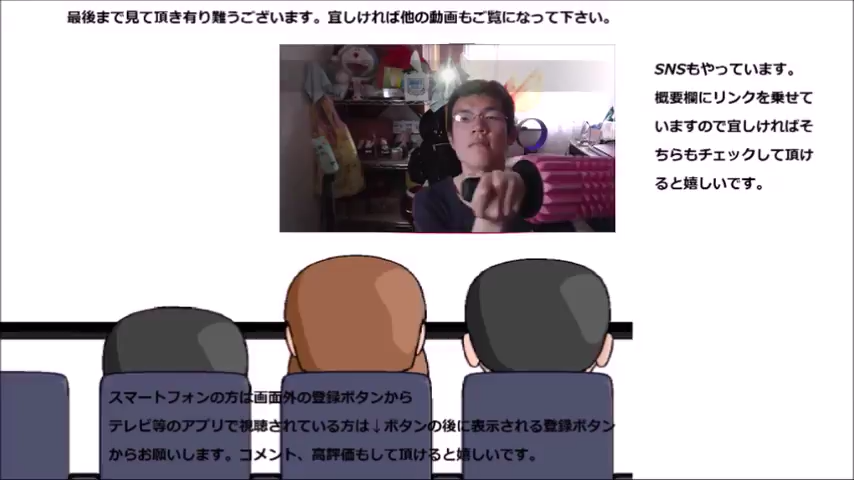 最後まで見て頂き有り難うございます。宜しければ他の動画もご覧になって下さい。
SNSもやっています。
概要欄にリンクを乗せて
いますので宜しければそ
ちらもチェックして頂け
ると嬉しいです。
スマートフォンの方は画面外の登録ボタンから
テレビ等のアプリで視聴されている方は↓ボタンの後に表示される登録ボタン
からお願いします。コメント、高評価もして頂けると嬉しいです。